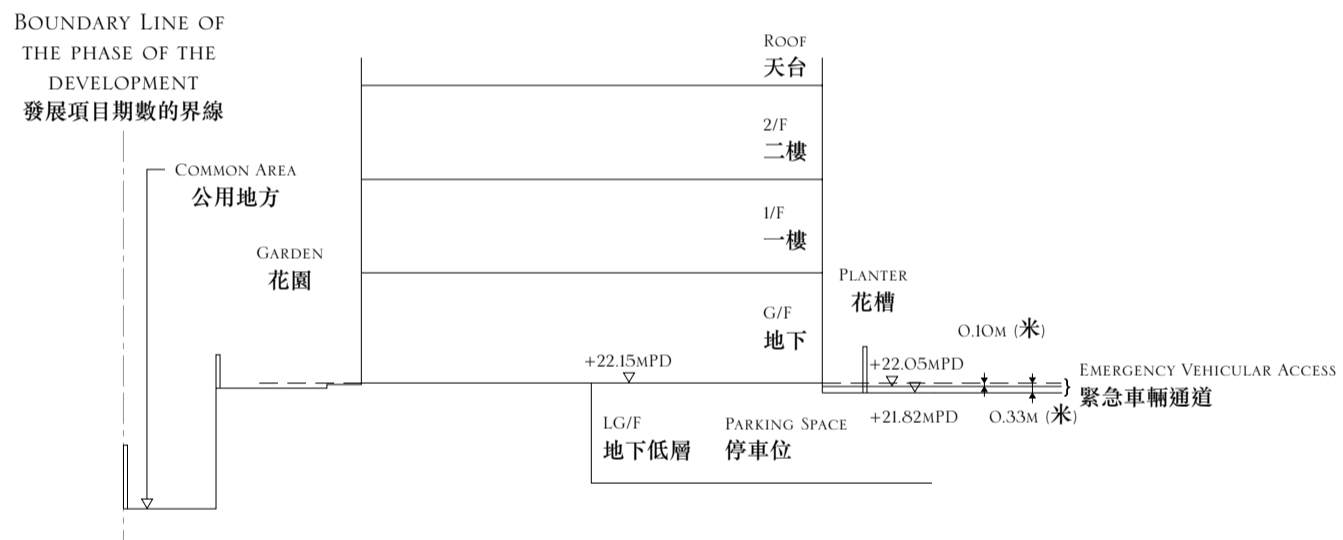 BOUNDARY LINE OF
THE PHASE OF THE
DEVELOPMENT
發展項目期數的界線
COMMON AREA
公用地方
GARDEN
花園
ROOF
天台
2/F
二樓
1/F
一樓
G/F
地下
PLANTER
花槽
+22.15MPD
LG/F
地下低層
PARKING SPACE
停車位
0.10M (米)
+22.05MPD
+21.82MPD
0.33M (米)
EMERGENCY VEHICULAR ACCESS
緊急車輛通道